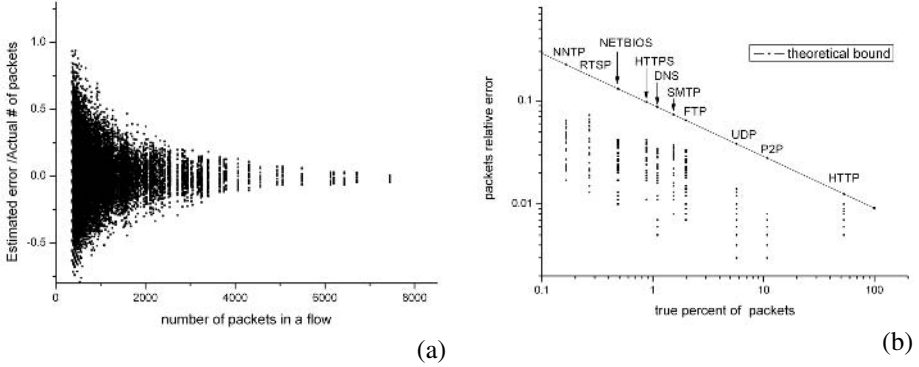 Estimated error /Actual # of packets
1.0
0.5
0.0
-0.5
0
2000
4000
6000
8000
number of packets in a flow
(a)
packets relative error
0.1
0.01
NNTP
RTSP
NETBIOS
HTTPS
DNS
SMTP
FTP
UDP
P2P
HTTP
theoretical bound
0.1
1
10
100
true percent of packets
(b)